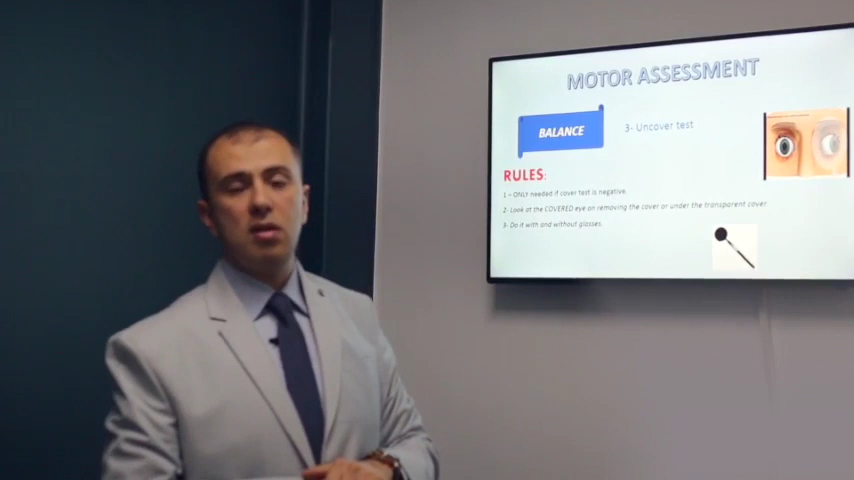 MOTOR ASSESSMENT
BALANCE
3- Uncover test
RULES:
1 – ONLY needed if cover test is negative.
2- Look at the COVERED eye on removing the cover or under the transparent cover
3- Do it with and without glasses.